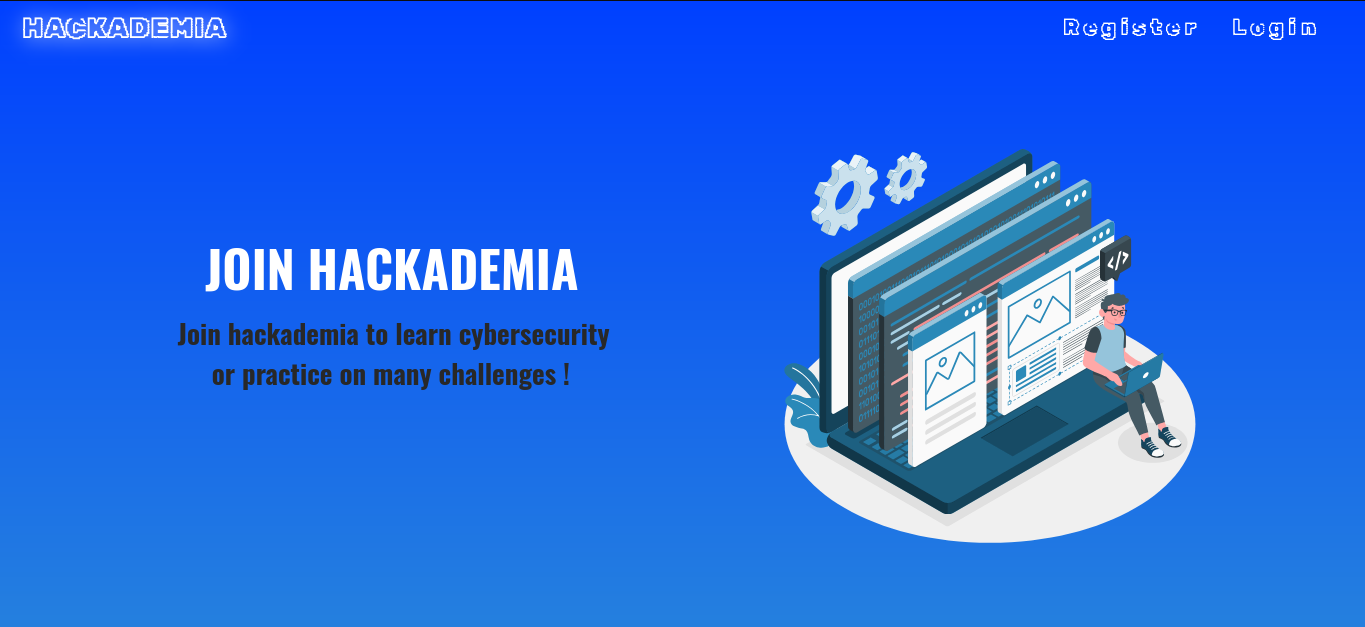 HACKADEMIA
Register Login
JOIN HACKADEMIA
Join hackademia to learn cybersecurity
or practice on many challenges !
</>